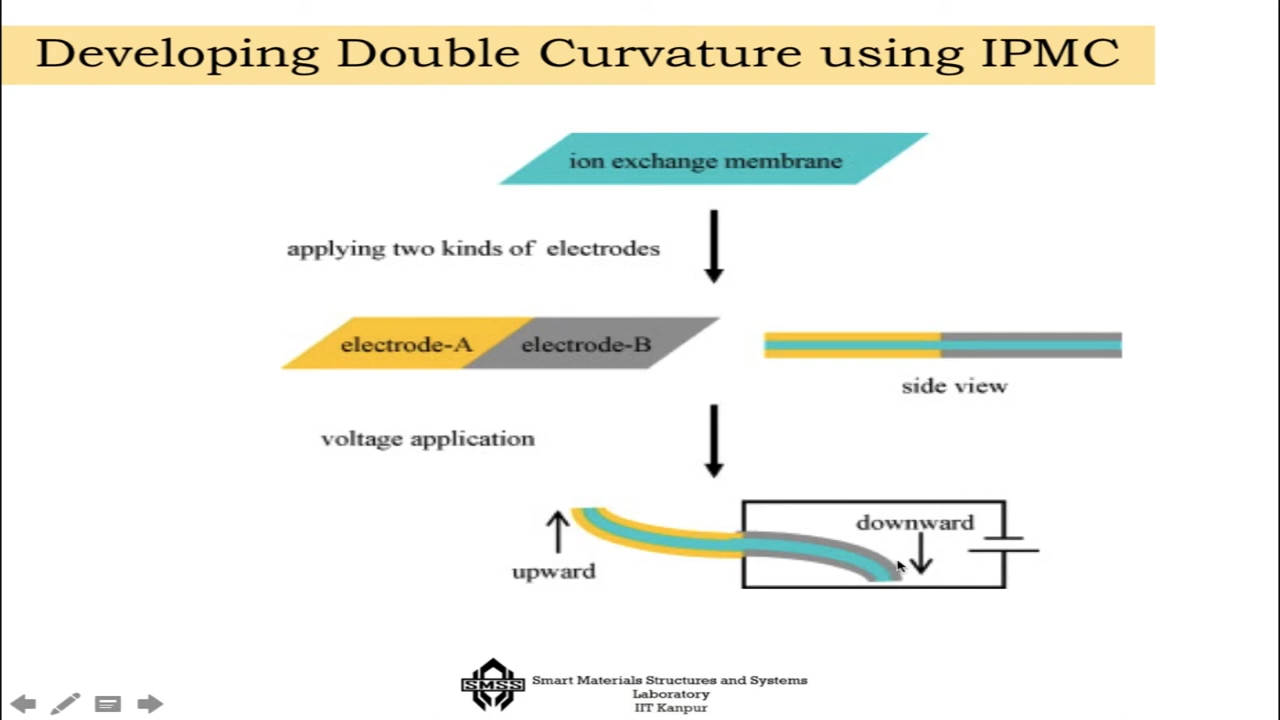 Developing Double Curvature using IPMC
ion exchange membrane
applying two kinds of electrodes
electrode-A
electrode-B
side view
voltage application
downward
upward
SMSS
Smart Materials Structures and Systems
Laboratory
IIT Kanpur